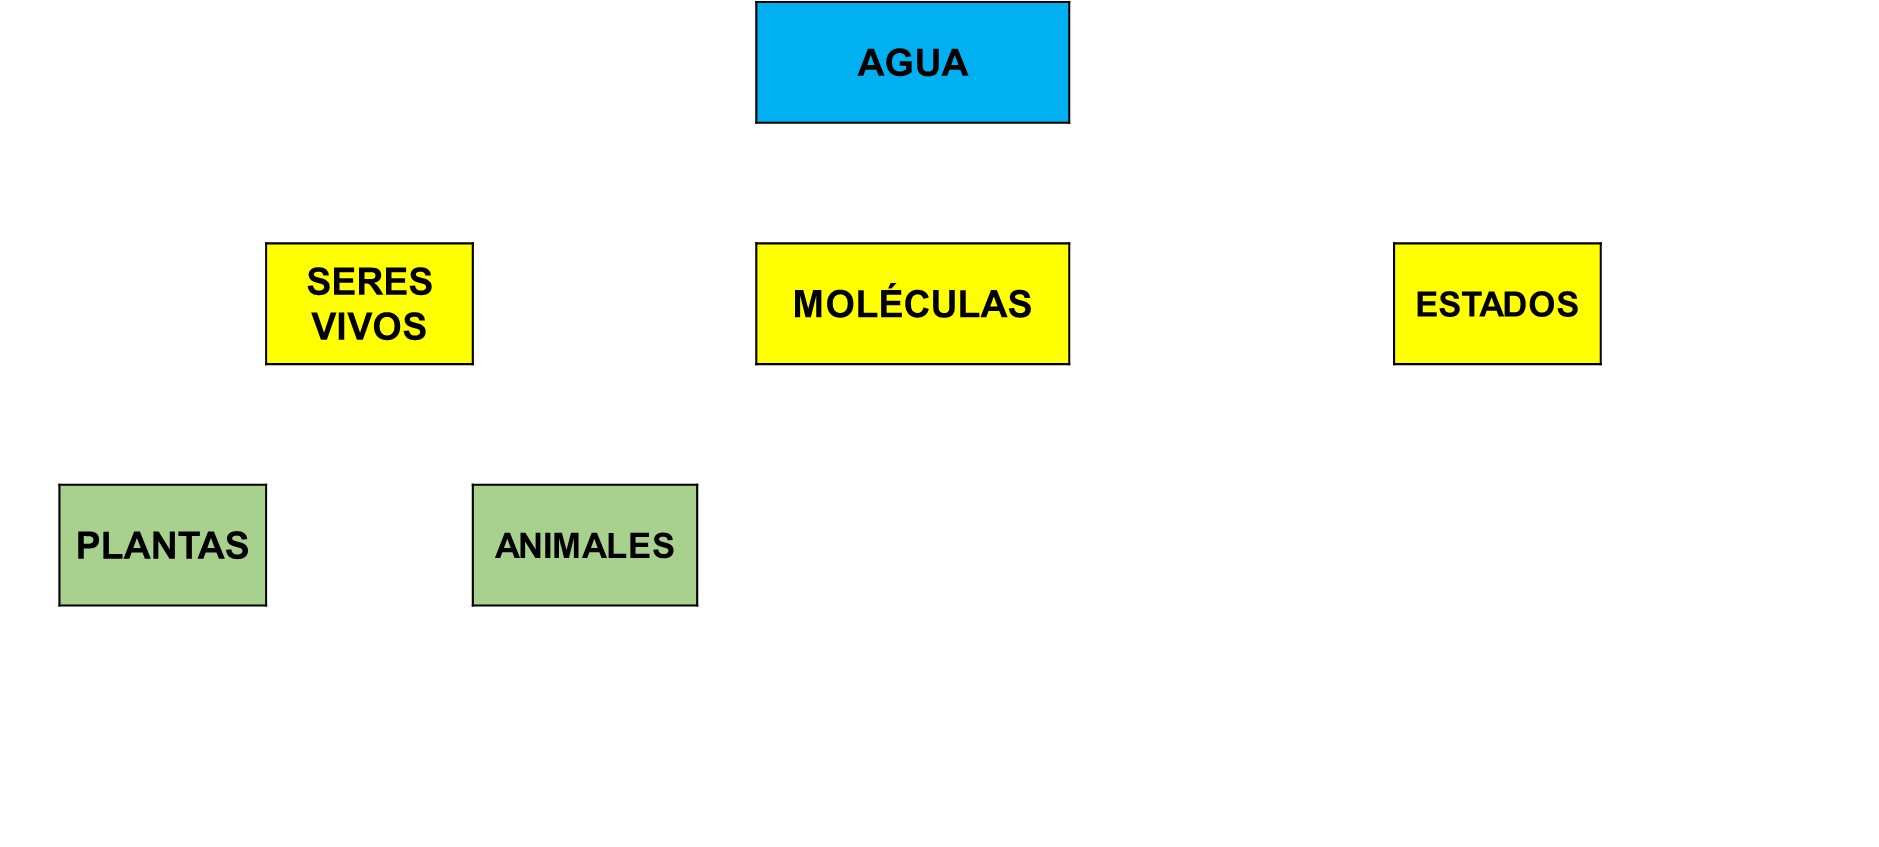 AGUA
SERES
VIVOS
MOLÉCULAS
ESTADOS
PLANTAS
ANIMALES